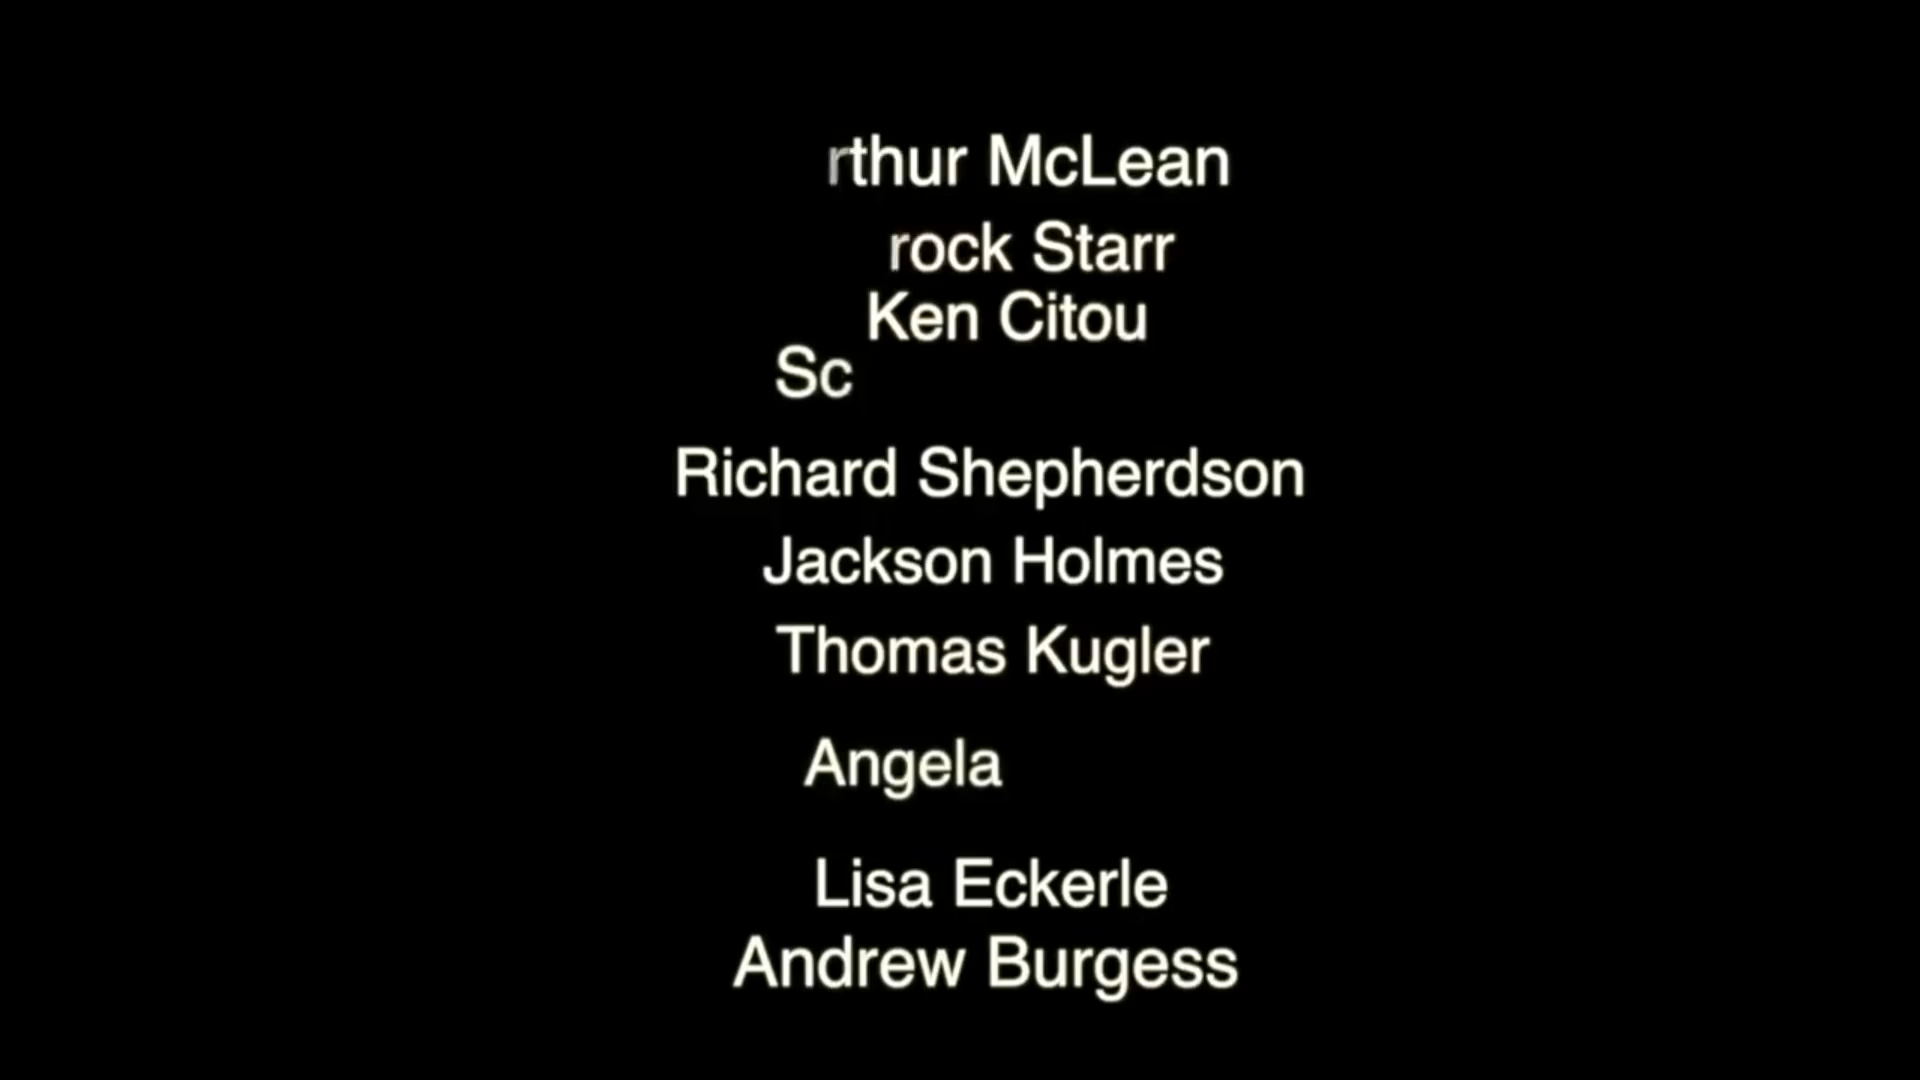 rthur McLean
rock Starr
Ken Citou
Sc
Richard Shepherdson
Jackson Holmes
Thomas Kugler
Angela
Lisa Eckerle
Andrew Burgess